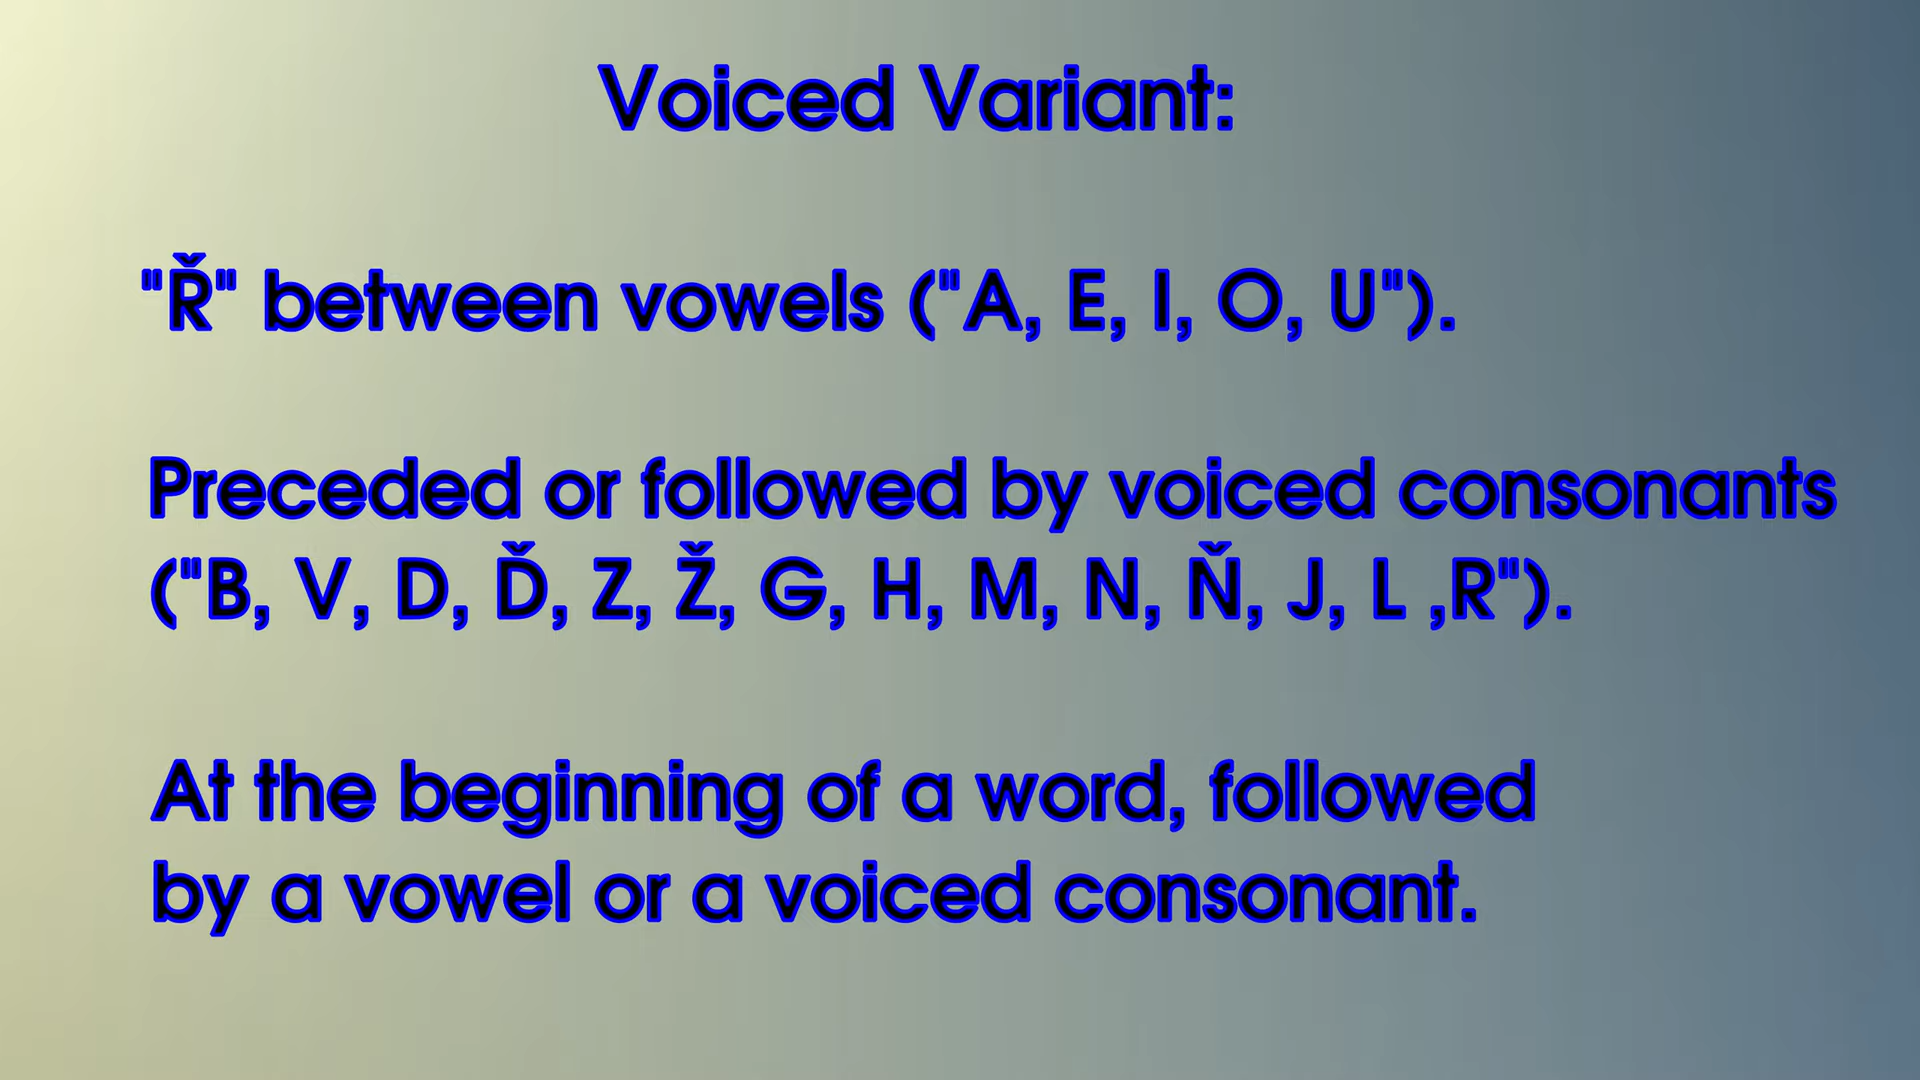 Voiced Variant:
"Ř" between vowels ("A, E, I, O, U").
Preceded or followed by voiced consonants
("B, V, D, Ď, Z, Ž, G, H, M, N, Ň, J, L ,R").
At the beginning of a word, followed
by a vowel or a voiced consonant.